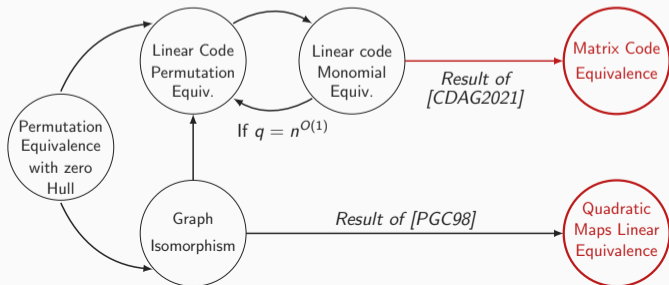 Linear Code
Permutation
Equiv.
Linear code
Monomial
Equiv.
If q = n^{O(1)}
Result of
[CDAG2021]
Matrix Code
Equivalence
Permutation
Equivalence
with zero
Hull
Graph
Isomorphism
Result of [PGC98]
Quadratic
Maps Linear
Equivalence